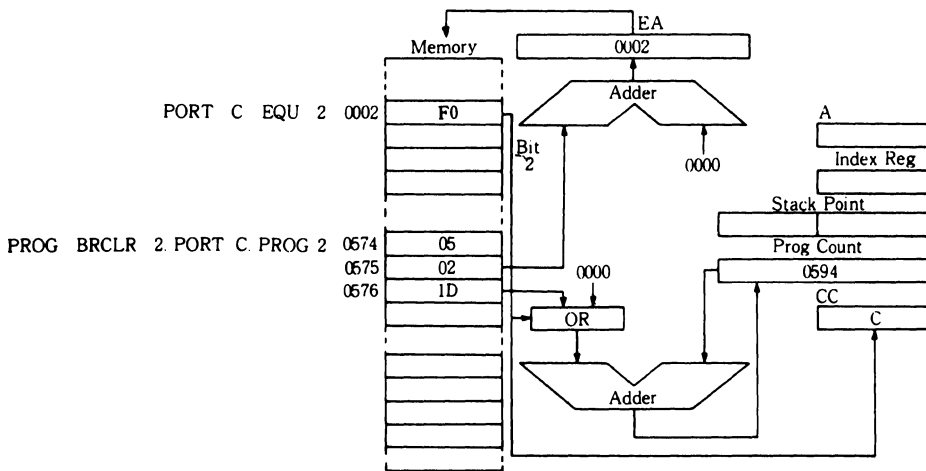 EA
Memory
0002
Adder
PORT C EQU 2 0002 F0
A
Bit
2
0000
Index Reg
Stack Point
PROG BRCLR 2. PORT C. PROG 2 0574 05
Prog Count
0575 02
0000
0594
0576 1D
CC
OR
C
Adder